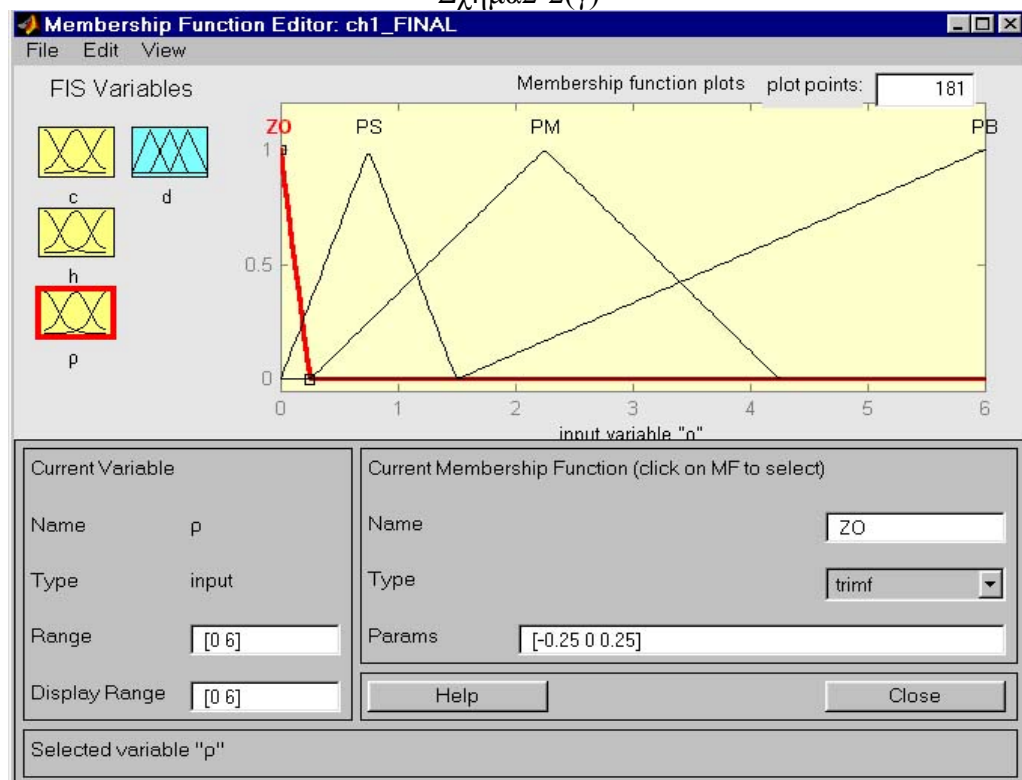 Σχήμα2-2(γ)
Membership Function Editor: ch1_FINAL
File Edit View
FIS Variables
Membership function plots plot points: 181
ZO PS PM PB
c d
h
ρ
1
0.5
0
0 1 2 3 4 5 6
input variable "ρ"
Current Variable
Name ρ
Type input
Range [0 6]
Display Range [0 6]
Current Membership Function (click on MF to select)
Name ZO
Type trimf
Params [-0.25 0 0.25]
Help Close
Selected variable "ρ"